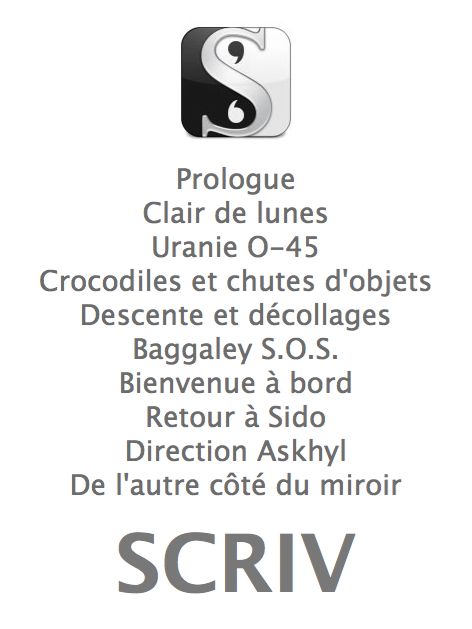 Prologue
Clair de lunes
Uranie O-45
Crocodiles et chutes d'objets
Descente et décollages
Baggaley S.O.S.
Bienvenue à bord
Retour à Sido
Direction Askhyl
De l'autre côté du miroir
SCRIV